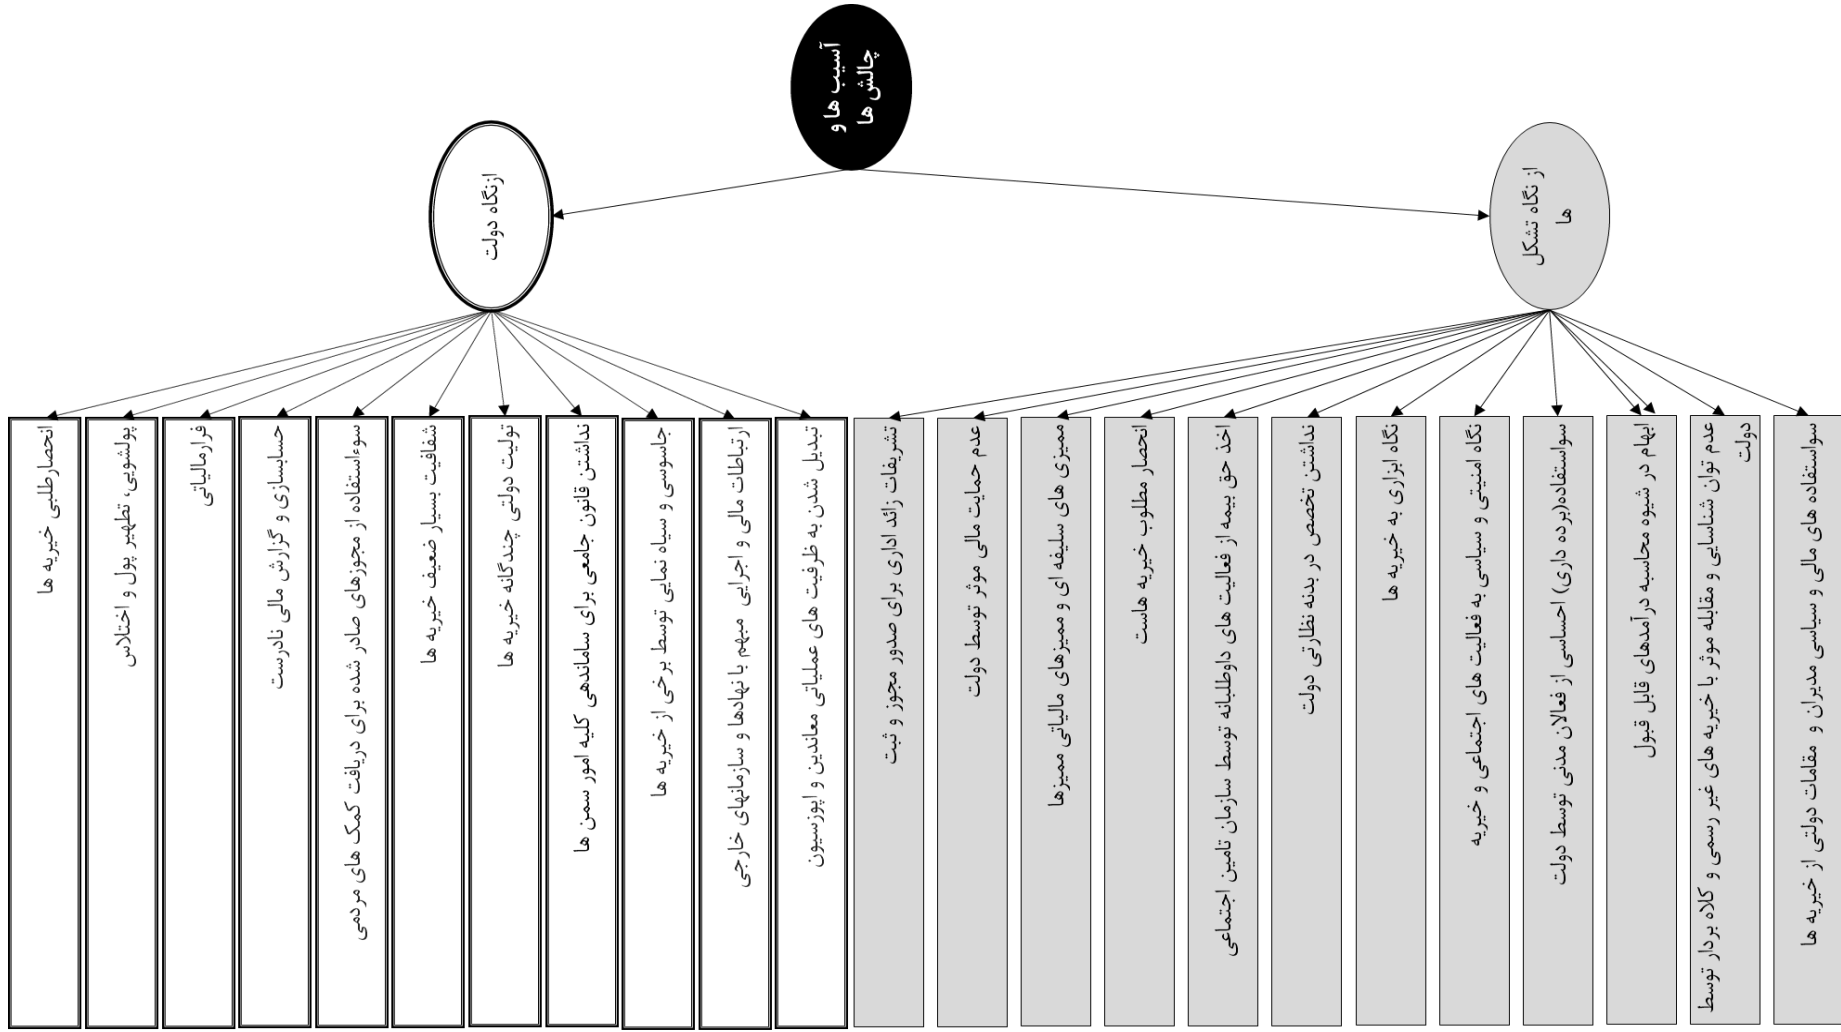 آسیب ها و
چالش ها
از نگاه تشکل
ها
ازنگاه دولت
سواستفاده های مالی و سیاسی مدیران و مقامات دولتی از خیریه ها
عدم توان شناسایی و مقابله موثر با خیریه های غیر رسمی و کلاه بردار توسط
دولت
ابهام در شیوه محاسبه درآمدهای قابل قبول
سواستفاده(برده داری) احساسی از فعالان مدنی توسط دولت
نگاه امنیتی و سیاسی به فعالیت های اجتماعی و خیریه
نگاه ابزاری به خیریه ها
نداشتن تخصص در بدنه نظارتی دولت
اخذ حق بیمه از فعالیت های داوطلبانه توسط سازمان تامین اجتماعی
انحصار مطلوب خیریه هاست
ممیزی های سلیقه ای و ممیزهای مالیاتی ممیزها
عدم حمایت مالی موثر توسط دولت
تشریفات زائد اداری برای صدور مجوز و ثبت
تبدیل شدن به ظرفیت های عملیاتی معاندین و اپوزسیون
ارتباطات مالی و اجرایی مبهم با نهادها و سازمانهای خارجی
جاسوسی و سیاه نمایی توسط برخی از خیریه ها
نداشتن قانون جامعی برای ساماندهی کلیه امور سمن ها
تولیت دولتی چندگانه خیریه ها
شفافیت بسیار ضعیف خیریه ها
سوءاستفاده از مجوزهای صادر شده برای دریافت کمک های مردمی
حسابسازی و گزارش مالی نادرست
فرارمالیاتی
پولشویی، تطهیر پول و اختلاس
انحصارطلبی خیریه ها